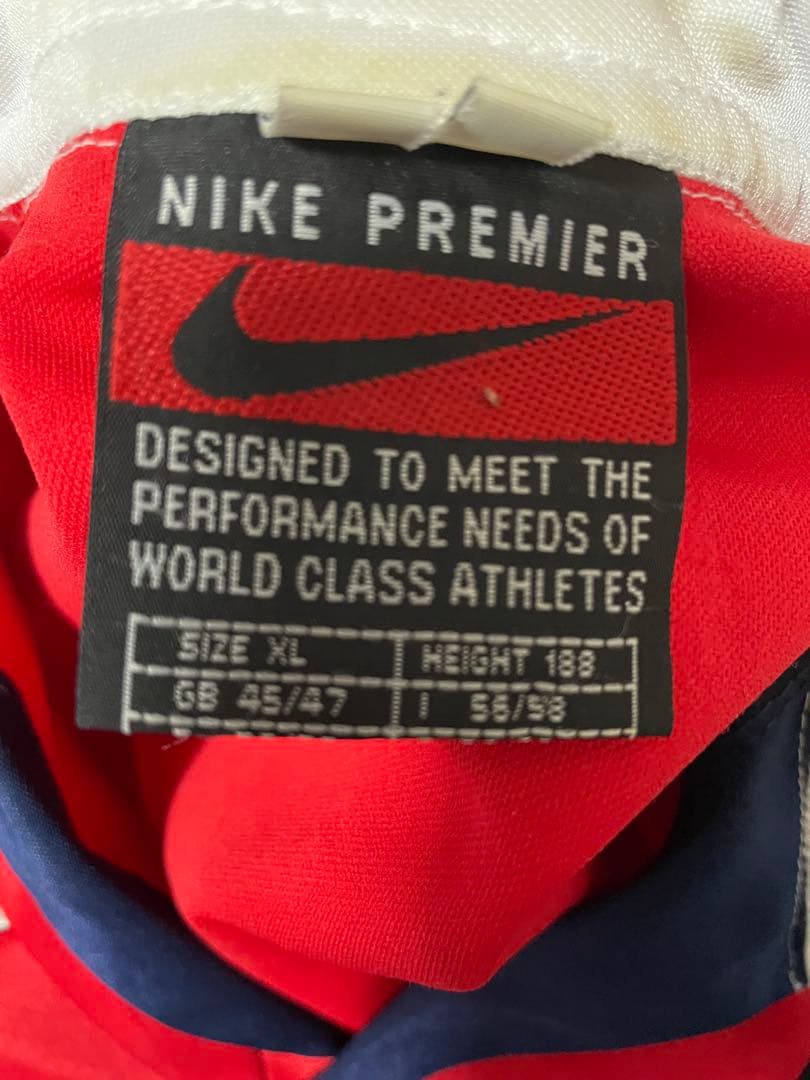 NIKE PREMIER
DESIGNED TO MEET THE
PERFORMANCE NEEDS OF
WORLD CLASS ATHLETES
SIZE XL HEIGHT 188
GB 45/47 I 56/58